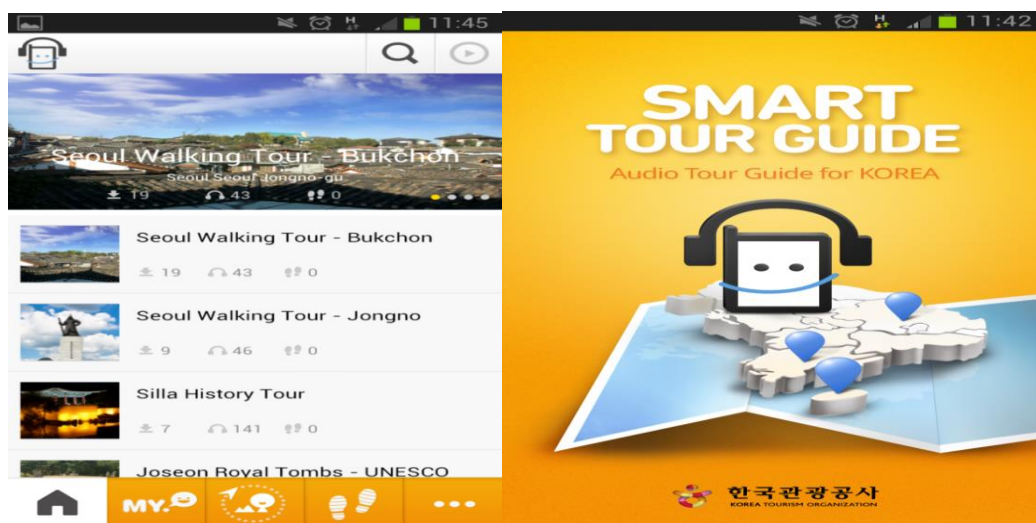 11:45
Seoul Walking Tour - Bukchon
Seoul Seoul Jongno-gu
19 43 0
Seoul Walking Tour - Bukchon
19 43 0
Seoul Walking Tour - Jongno
9 46 0
Silla History Tour
7 141 0
Joseon Royal Tombs - UNESCO
MY.
H 11:42
SMART
TOUR GUIDE
Audio Tour Guide for KOREA
한국관광공사
KOREA TOURISM ORGANIZATION